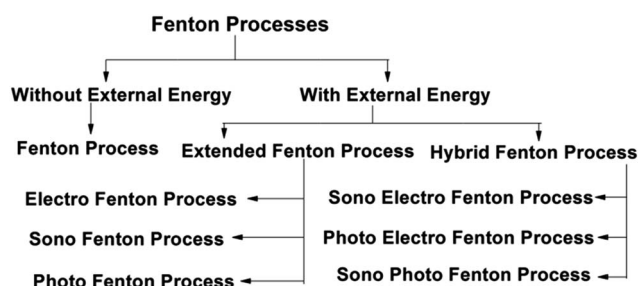 Fenton Processes
Without External Energy
With External Energy
Fenton Process
Extended Fenton Process
Hybrid Fenton Process
Electro Fenton Process
Sono Electro Fenton Process
Sono Fenton Process
Photo Electro Fenton Process
Photo Fenton Process
Sono Photo Fenton Process